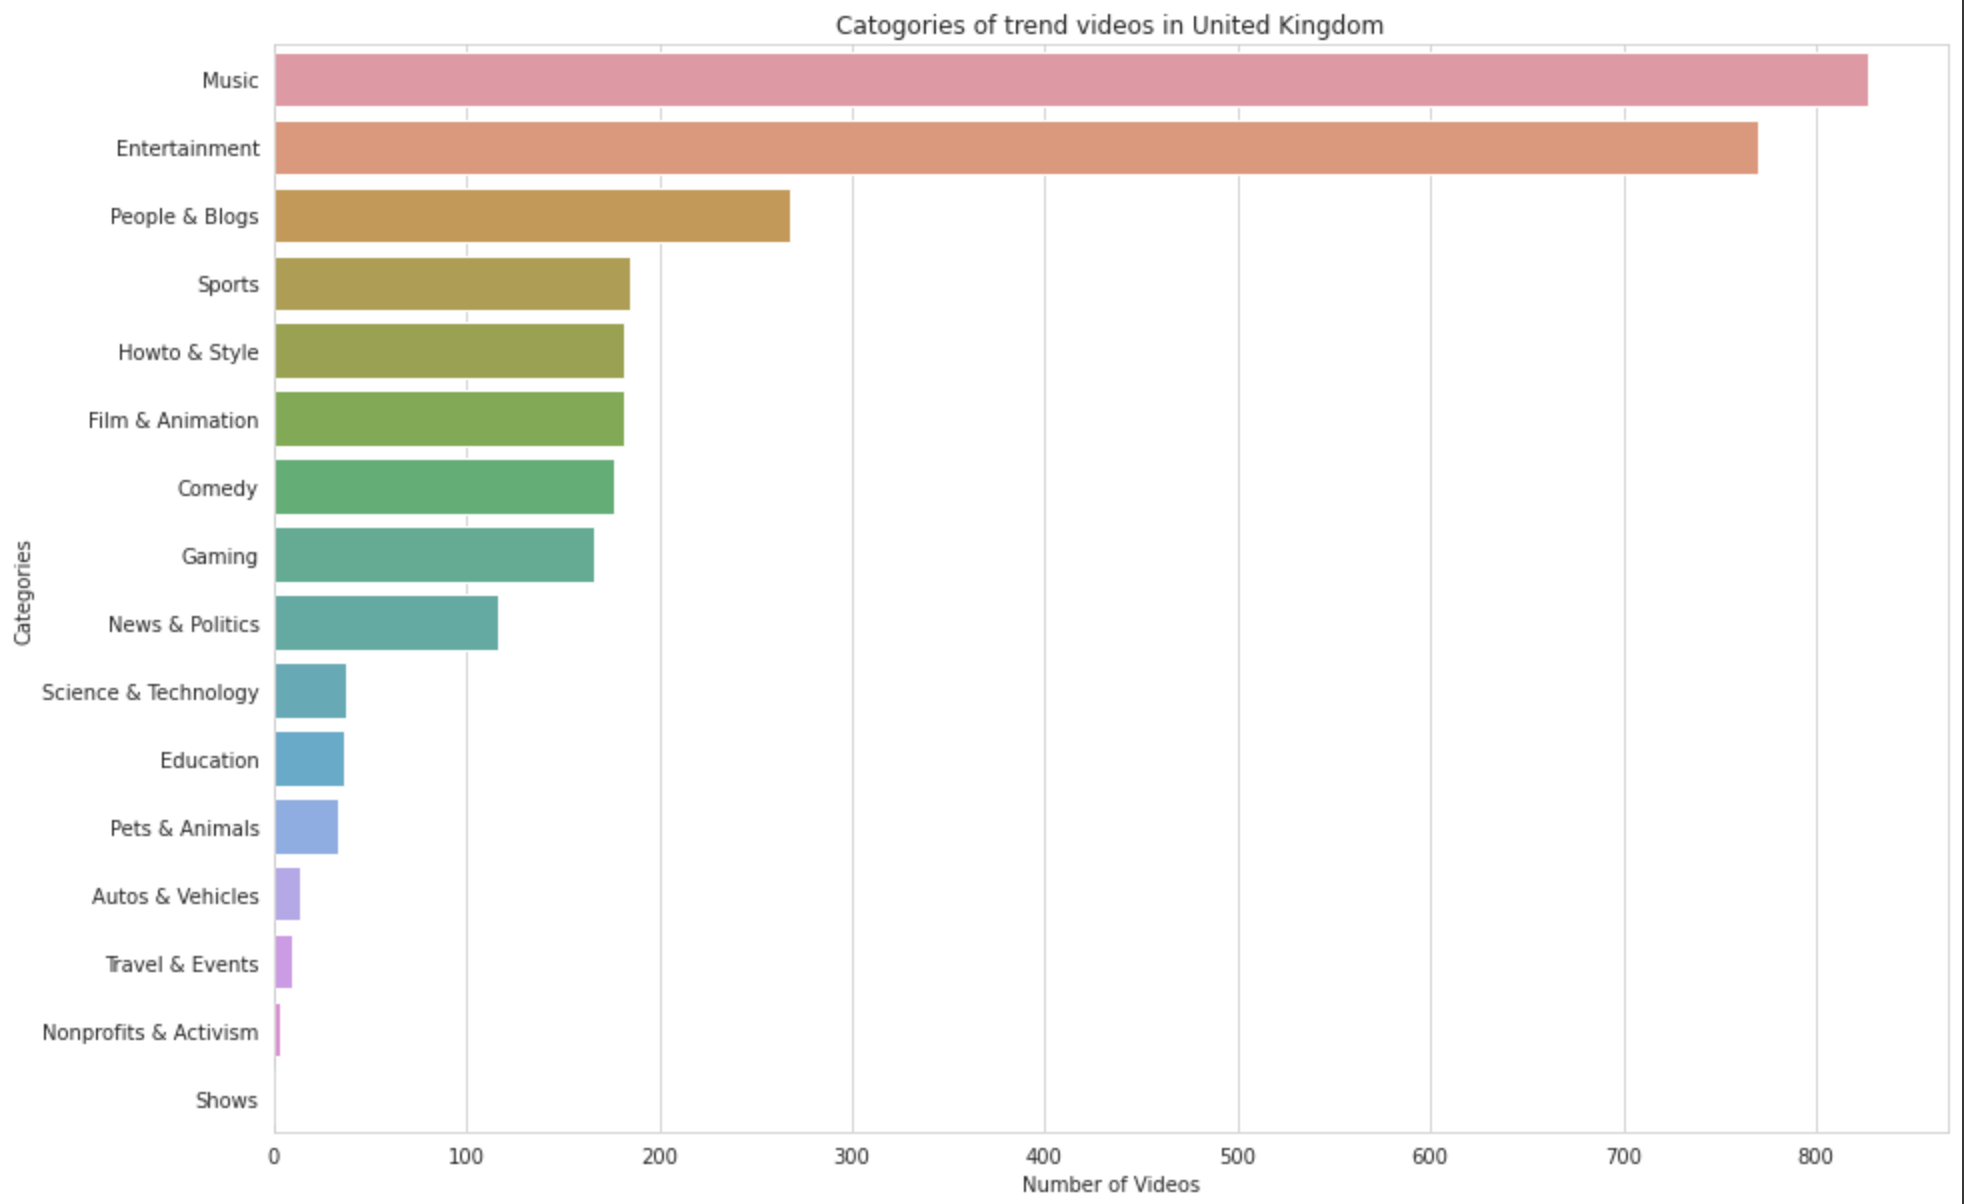 Catogories of trend videos in United Kingdom
Music
Entertainment
People & Blogs
Sports
Howto & Style
Film & Animation
Comedy
Gaming
News & Politics
Science & Technology
Education
Pets & Animals
Autos & Vehicles
Travel & Events
Nonprofits & Activism
Shows
Categories
0 100 200 300 400 500 600 700 800
Number of Videos